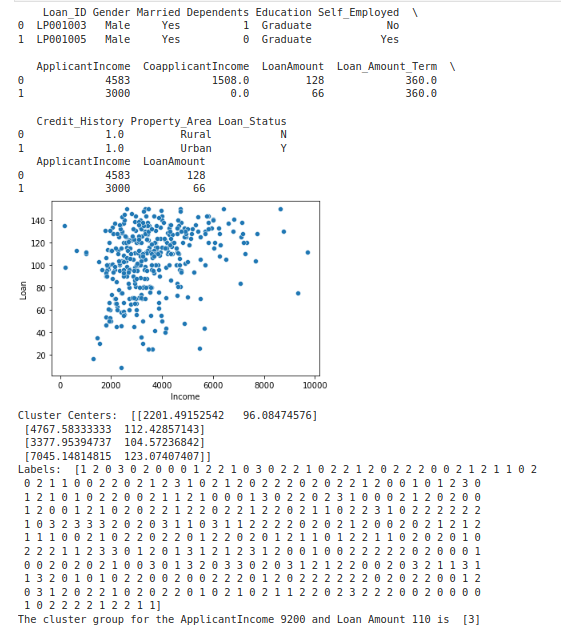 Loan_ID Gender Married Dependents Education Self_Employed \
0 LP001003 Male Yes 1 Graduate No
1 LP001005 Male Yes 0 Graduate Yes
ApplicantIncome CoapplicantIncome LoanAmount Loan_Amount_Term \
0 4583 1508.0 128 360.0
1 3000 0.0 66 360.0
Credit_History Property_Area Loan_Status
0 1.0 Rural N
1 1.0 Urban Y
ApplicantIncome LoanAmount
0 4583 128
1 3000 66
140
120
100
80
60
40
20
Loan
0 2000 4000 6000 8000 10000
Income
Cluster Centers: [[2201.49152542 96.08474576]
[4767.58333333 112.42857143]
[3377.95394737 104.57236842]
[7045.14814815 123.07407407]]
Labels: [1 2 0 3 0 2 0 0 0 1 2 2 1 0 3 0 2 2 1 0 2 2 1 2 0 2 2 2 0 0 2 1 2 1 1 0 2
0 2 1 1 0 0 2 2 0 2 1 2 3 1 0 2 1 2 0 2 2 2 0 2 0 2 2 1 2 0 0 1 0 1 2 3 0
1 2 1 0 1 0 2 2 0 0 2 1 1 2 1 0 0 0 1 3 0 0 2 2 0 2 3 1 0 0 0 2 1 2 0 2 0 0
1 2 0 0 1 2 1 0 2 0 2 2 2 0 2 2 1 0 2 2 0 0 0 2 2 1 1 0 2 2 3 1 0 2 2 2 2 2
1 0 3 2 3 3 3 2 0 2 0 3 1 1 0 3 1 1 2 2 2 2 0 2 2 0 2 1 2 0 0 2 0 2 1 2 1 2
1 1 1 0 0 2 1 0 2 0 2 2 0 2 0 1 2 2 0 2 0 1 2 1 1 0 1 2 2 1 1 0 2 0 2 0 1 0
2 2 2 1 1 2 3 3 0 1 2 0 1 3 1 2 1 2 3 1 2 0 0 1 0 0 2 2 2 2 2 0 2 0 0 0 0 1
0 0 2 0 2 0 2 1 0 2 0 0 1 3 0 1 3 2 2 2 0 1 2 1 2 2 2 0 0 2 0 3 2 1 1 3 1
1 3 2 0 1 0 1 0 2 2 0 0 2 0 0 2 2 2 0 1 2 0 2 2 0 2 0 2 2 2 0 2 2 0 0 1 2
0 3 1 2 0 2 2 0 2 1 1 0 2 1 0 2 2 1 2 0 0 0 2 2 0 2 0 0 0 2 2 0 0 0 0 0
1 0 2 2 2 2 1 2 2 1 1]
The cluster group for the ApplicantIncome 9200 and Loan Amount 110 is [3]